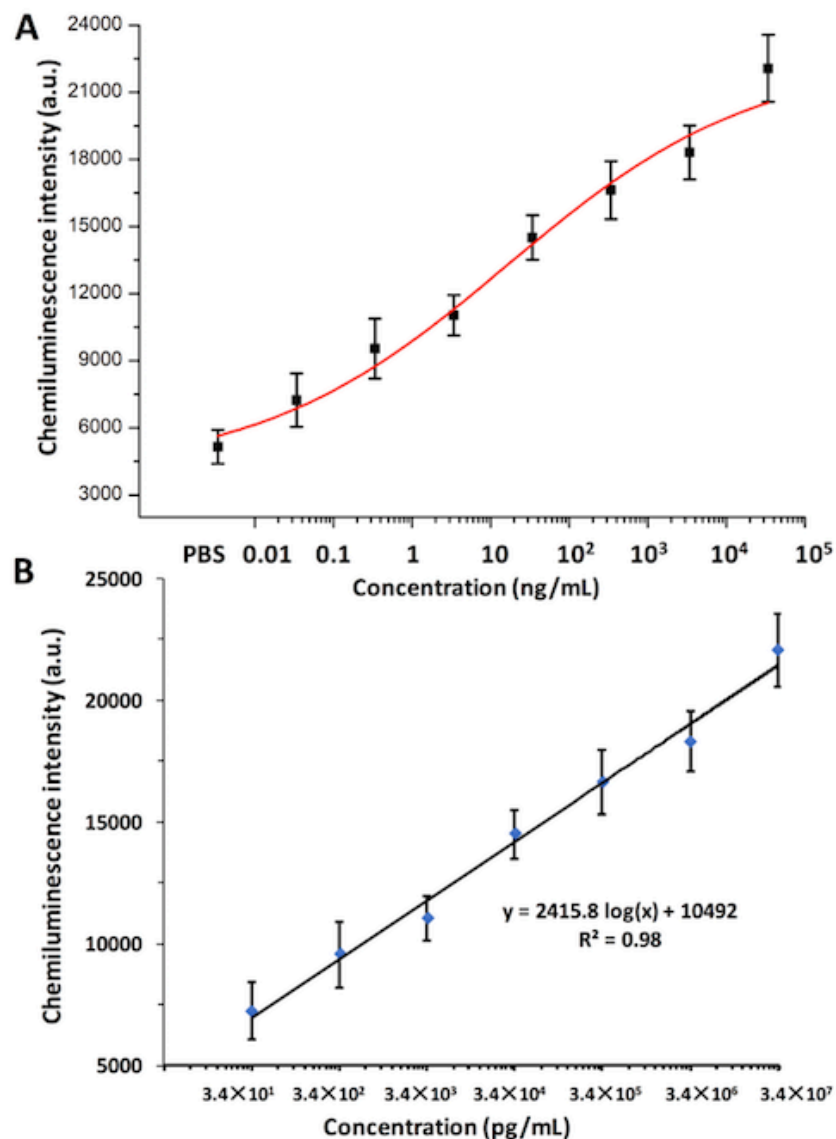 A
Chemiluminescence intensity (a.u.)
24000
21000
18000
15000
12000
9000
6000
3000
PBS 0.01 0.1 1 10 10² 10³ 10⁴ 10⁵
Concentration (ng/mL)
B
Chemiluminescence intensity (a.u.)
25000
20000
15000
10000
5000
y = 2415.8 log(x) + 10492
R² = 0.98
3.4×10¹ 3.4×10² 3.4×10³ 3.4×10⁴ 3.4×10⁵ 3.4×10⁶ 3.4×10⁷
Concentration (pg/mL)